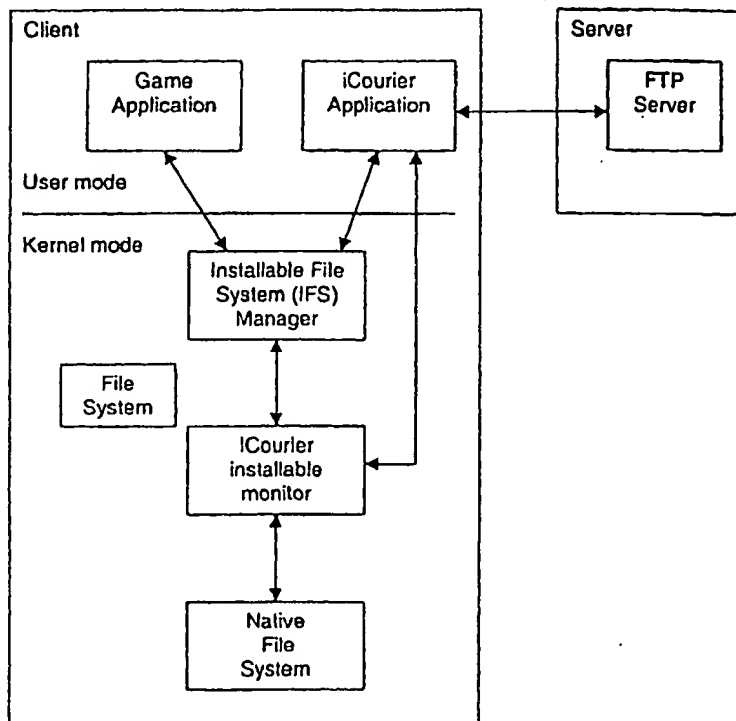 Client
Server
Game
Application
iCourier
Application
FTP
Server
User mode
Kernel mode
Installable File
System (IFS)
Manager
File
System
ICourier
installable
monitor
Native
File
System